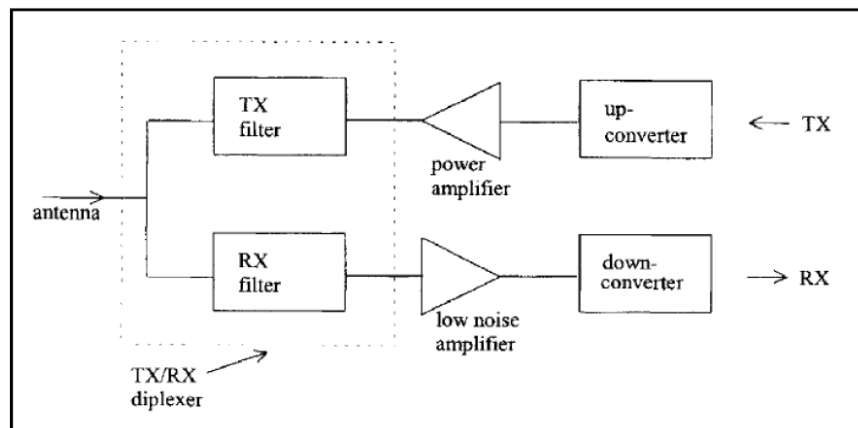 TX
filter
power
amplifier
up-
converter
TX
antenna
RX
filter
low noise
amplifier
down-
converter
RX
TX/RX
diplexer